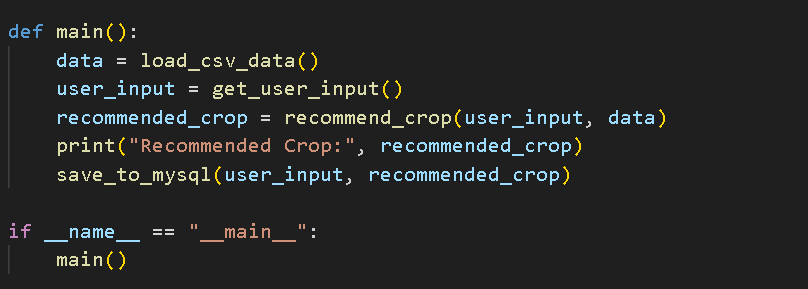 def main():
    data = load_csv_data()
    user_input = get_user_input()
    recommended_crop = recommend_crop(user_input, data)
    print("Recommended Crop:", recommended_crop)
    save_to_mysql(user_input, recommended_crop)
if __name__ == "__main__":
    main()